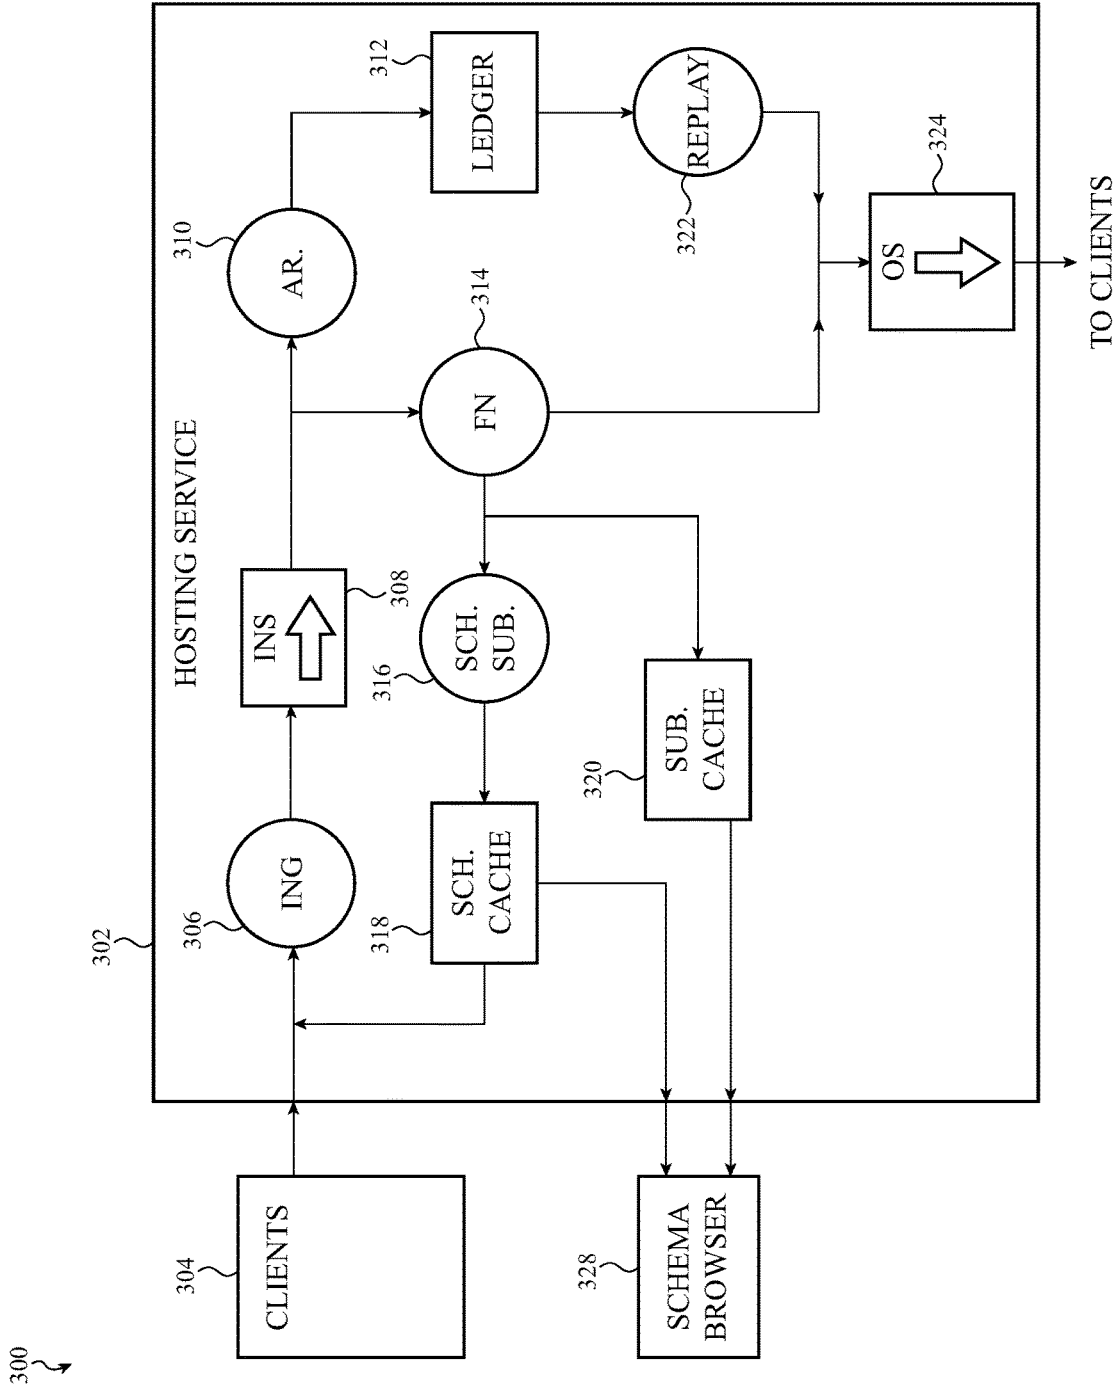 300
302
HOSTING SERVICE
304
CLIENTS
306
ING
INS
308
310
AR.
312
LEDGER
314
FN
316
SCH.
SUB.
318
SCH.
CACHE
320
SUB.
CACHE
322
REPLAY
324
OS
TO CLIENTS
328
SCHEMA
BROWSER